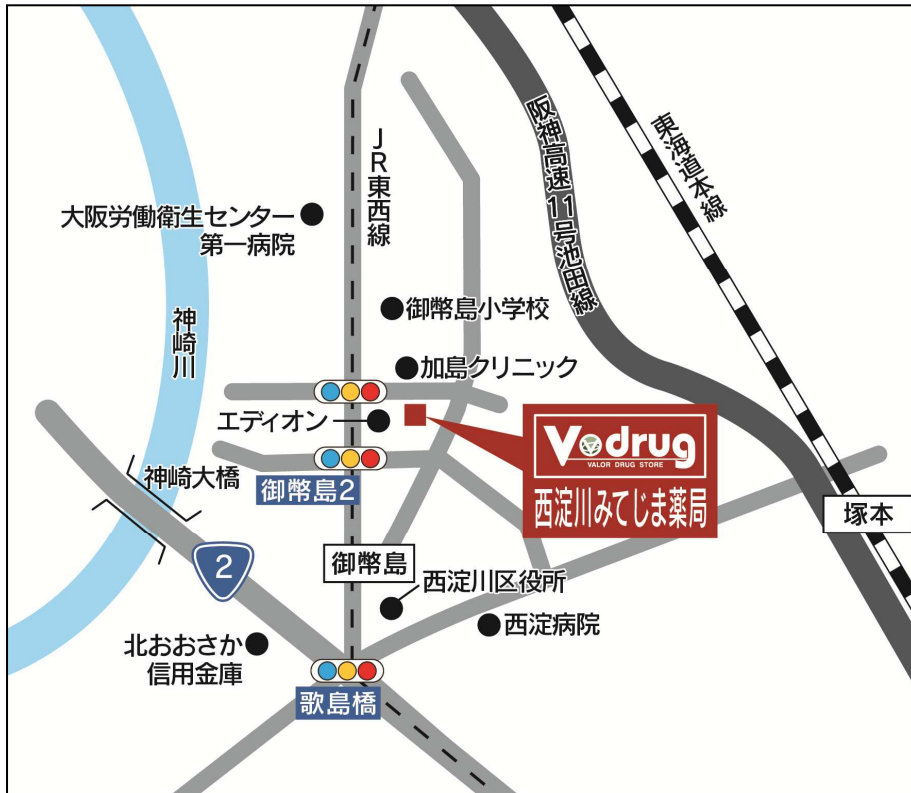 JR東西線
阪神高速11号池田線
東海道本線
大阪労働衛生センター
第一病院
神崎川
御幣島小学校
加島クリニック
エディオン
V・drug
VALOR DRUG STORE
西淀川みてじま薬局
神崎大橋
御幣島2
塚本
2
御幣島
西淀川区役所
西淀病院
北おおさか
信用金庫
歌島橋